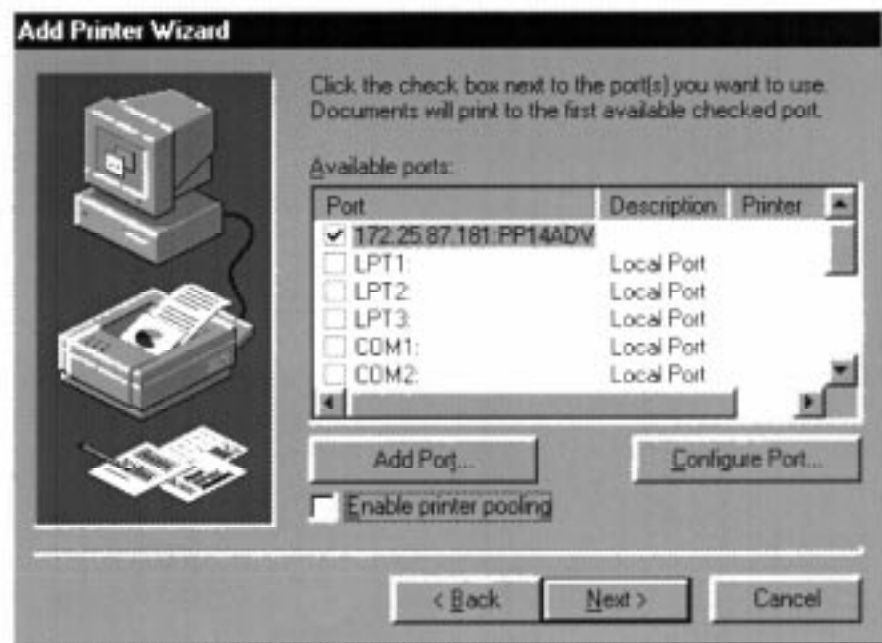 Add Printer Wizard
Click the check box next to the port(s) you want to use.
Documents will print to the first available checked port.
Available ports:
Port Description Printer
172.25.87.181:PP14ADV
LPT1: Local Port
LPT2: Local Port
LPT3: Local Port
COM1: Local Port
COM2: Local Port
Add Port... Configure Port...
Enable printer pooling
< Back Next > Cancel